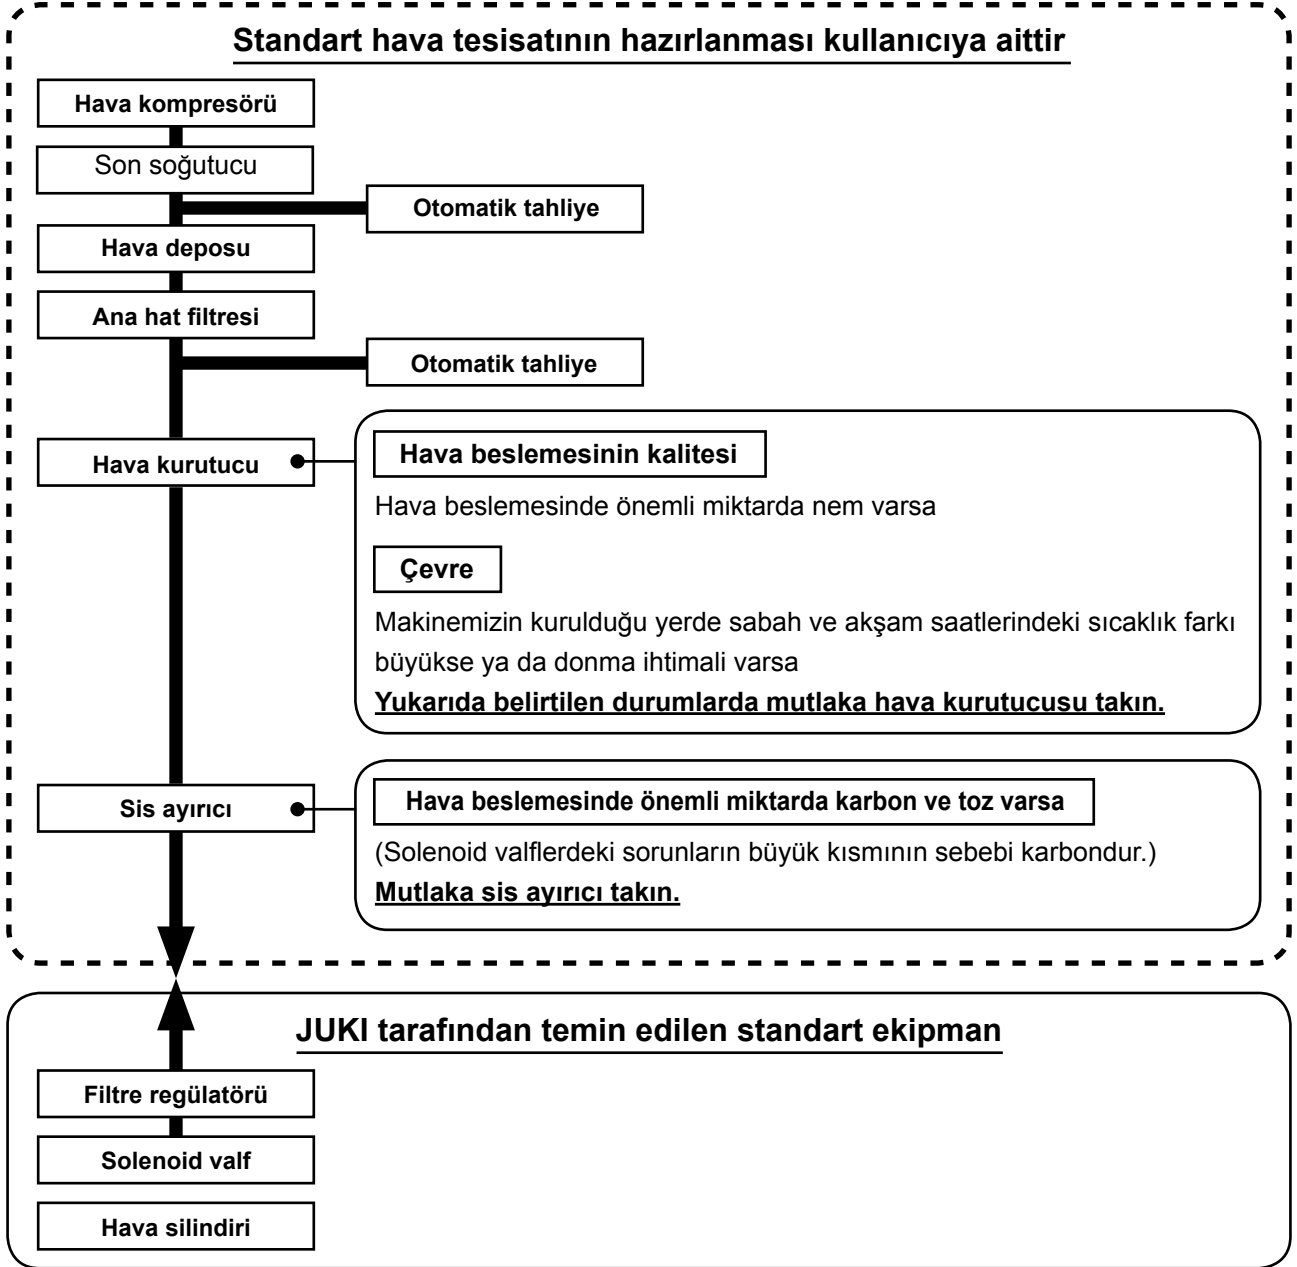 Standart hava tesisatının hazırlanması kullanıcıya aittir
Hava kompresörü
Son soğutucu
Otomatik tahliye
Hava deposu
Ana hat filtresi
Otomatik tahliye
Hava kurutucu
Hava beslemesinin kalitesi
Hava beslemesinde önemli miktarda nem varsa
Çevre
Makinemizin kurulduğu yerde sabah ve akşam saatlerindeki sıcaklık farkı
büyükse ya da donma ihtimali varsa
Yukarıda belirtilen durumlarda mutlaka hava kurutucusu takın.
Sis ayırıcı
Hava beslemesinde önemli miktarda karbon ve toz varsa
(Solenoid valflerdeki sorunların büyük kısmının sebebi karbondur.)
Mutlaka sis ayırıcı takın.
JUKI tarafından temin edilen standart ekipman
Filtre regülatörü
Solenoid valf
Hava silindiri